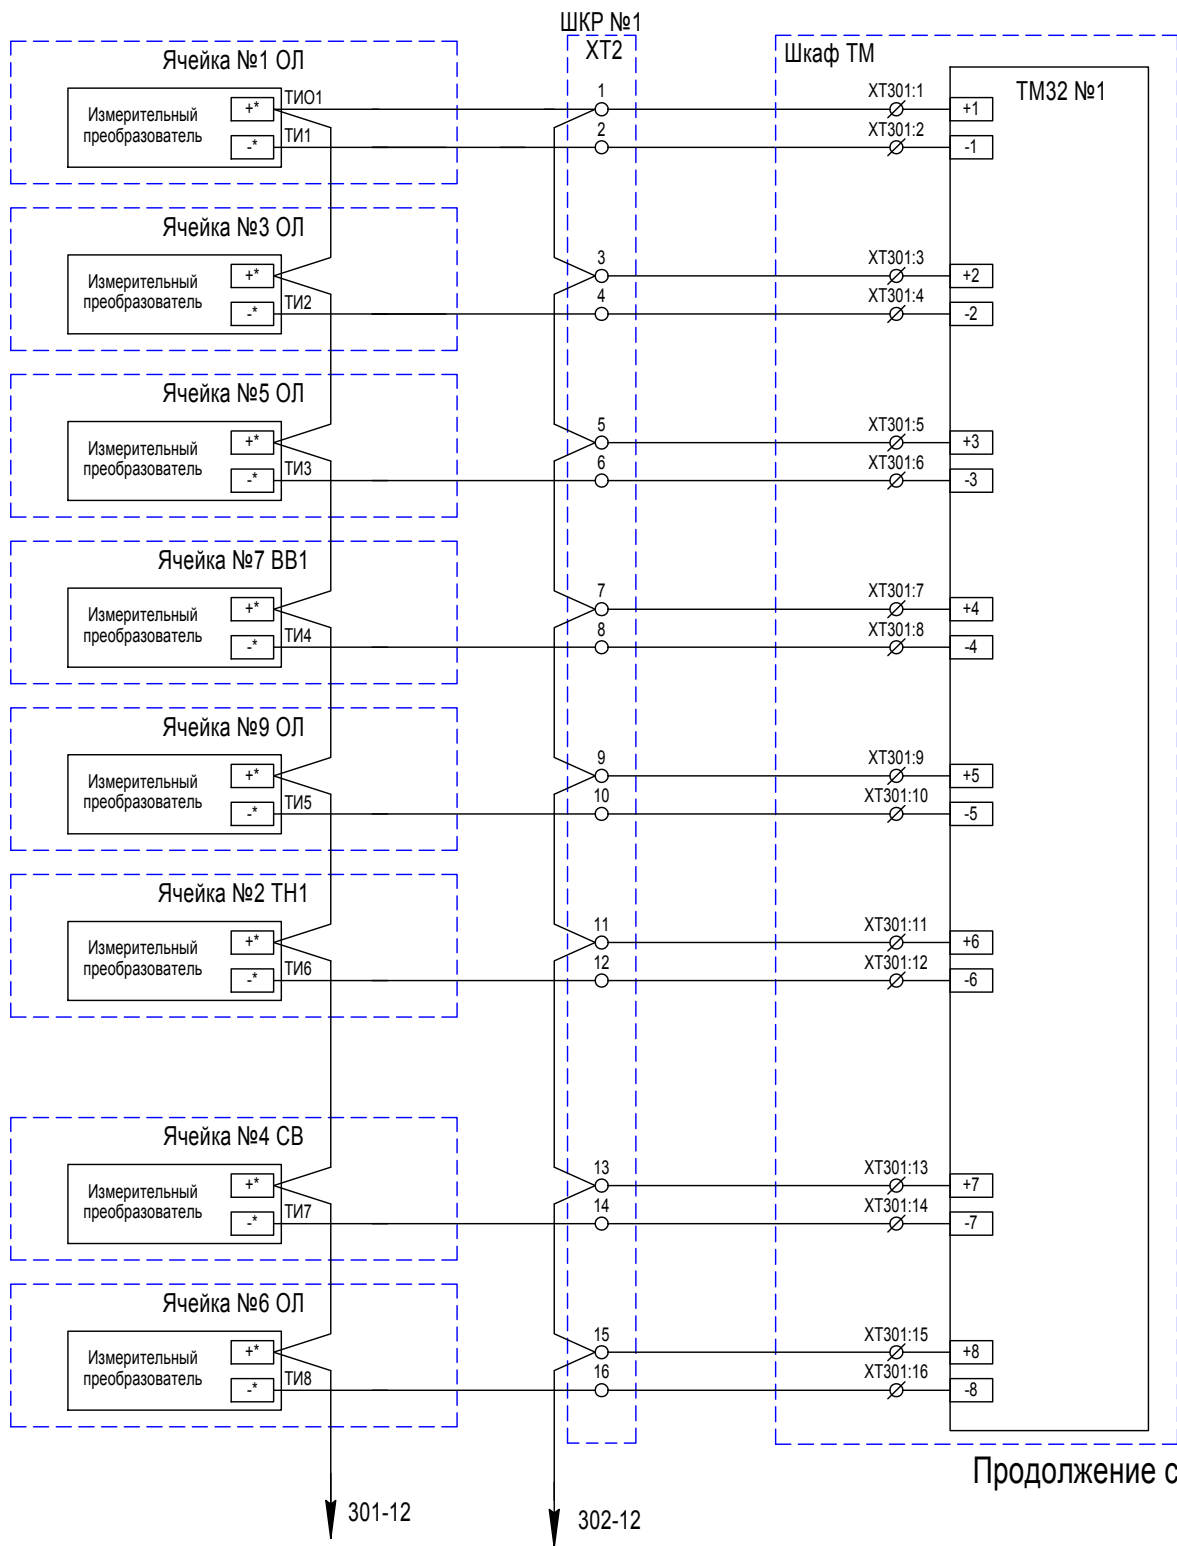 ШКР №1
ХТ2
Шкаф ТМ
ТМ32 №1
Ячейка №1 ОЛ
Измерительный
преобразователь
+*
-*
ТИО1
ТИ1
1
2
ХТ301:1
ХТ301:2
+1
-1
Ячейка №3 ОЛ
Измерительный
преобразователь
+*
-*
ТИ2
3
4
ХТ301:3
ХТ301:4
+2
-2
Ячейка №5 ОЛ
Измерительный
преобразователь
+*
-*
ТИ3
5
6
ХТ301:5
ХТ301:6
+3
-3
Ячейка №7 ВВ1
Измерительный
преобразователь
+*
-*
ТИ4
7
8
ХТ301:7
ХТ301:8
+4
-4
Ячейка №9 ОЛ
Измерительный
преобразователь
+*
-*
ТИ5
9
10
ХТ301:9
ХТ301:10
+5
-5
Ячейка №2 ТН1
Измерительный
преобразователь
+*
-*
ТИ6
11
12
ХТ301:11
ХТ301:12
+6
-6
Ячейка №4 СВ
Измерительный
преобразователь
+*
-*
ТИ7
13
14
ХТ301:13
ХТ301:14
+7
-7
Ячейка №6 ОЛ
Измерительный
преобразователь
+*
-*
ТИ8
15
16
ХТ301:15
ХТ301:16
+8
-8
Продолжение с
301-12
302-12